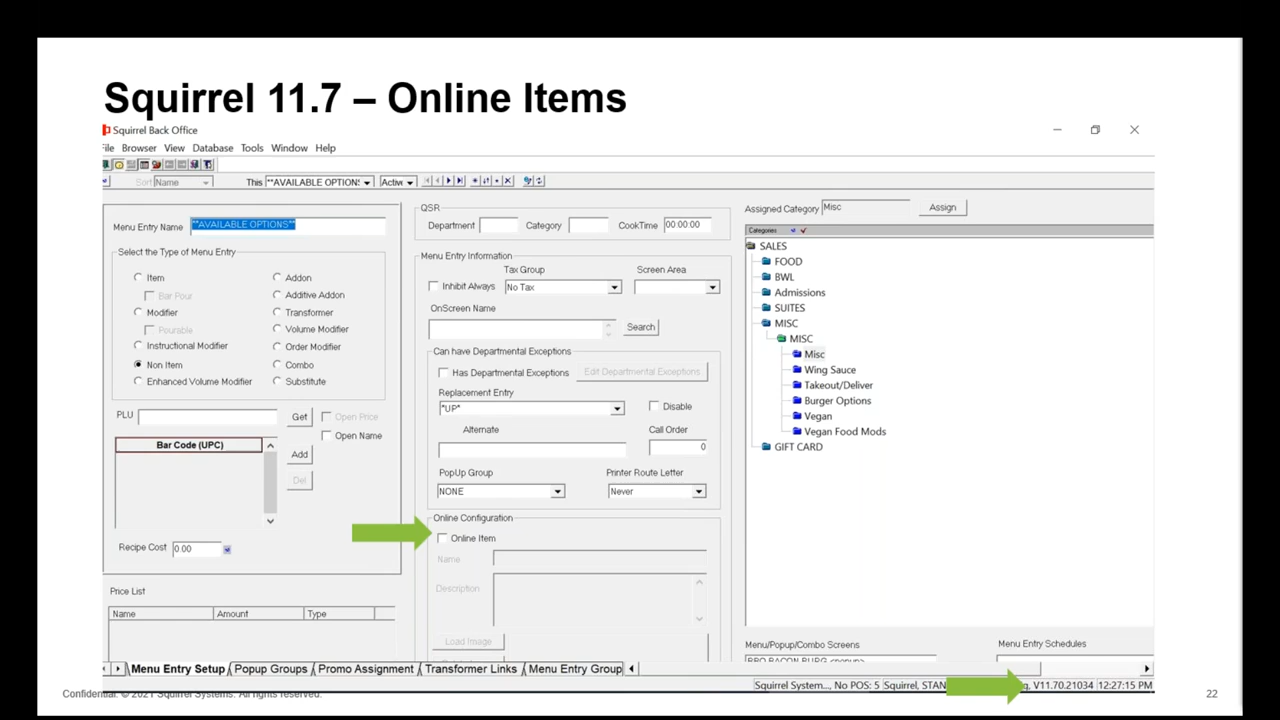 Squirrel 11.7 – Online Items
Squirrel Back Office
File Browser View Database Tools Window Help
Sort Name This **AVAILABLE OPTIONS Active
Menu Entry Name **AVAILABLE OPTIONS**
Select the Type of Menu Entry
Item
Addon
Bar Pour
Additive Addon
Modifier
Transformer
Pourable
Volume Modifier
Instructional Modifier
Order Modifier
Non Item
Combo
Enhanced Volume Modifier
Substitute
PLU Get Open Price
Open Name
Bar Code (UPC)
Add
Del
Recipe Cost 0.00
Price List
Name Amount Type
QSR
Department Category CookTime 00:00:00
Menu Entry Information
Tax Group Screen Area
Inhibit Always No Tax
OnScreen Name
Search
Can have Departmental Exceptions
Has Departmental Exceptions Edit Departmental Exceptions
Replacement Entry
"UP" Disable
Alternate Call Order
0
PopUp Group Printer Route Letter
NONE Never
Online Configuration
Online Item
Name
Description
Load Image
Assigned Category Misc Assign
Categories
SALES
FOOD
BWL
Admissions
SUITES
MISC
MISC
Misc
Wing Sauce
Takeout/Deliver
Burger Options
Vegan
Vegan Food Mods
GIFT CARD
Menu/Popup/Combo Screens Menu Entry Schedules
BBQ BACON BURG <popup>
Menu Entry Setup Popup Groups Promo Assignment Transformer Links Menu Entry Group
Squirrel System..., No POS: 5 Squirrel, STAN g, V11.70.21034 12:27:15 PM
Confidential. © 2021 Squirrel Systems. All rights reserved.
22